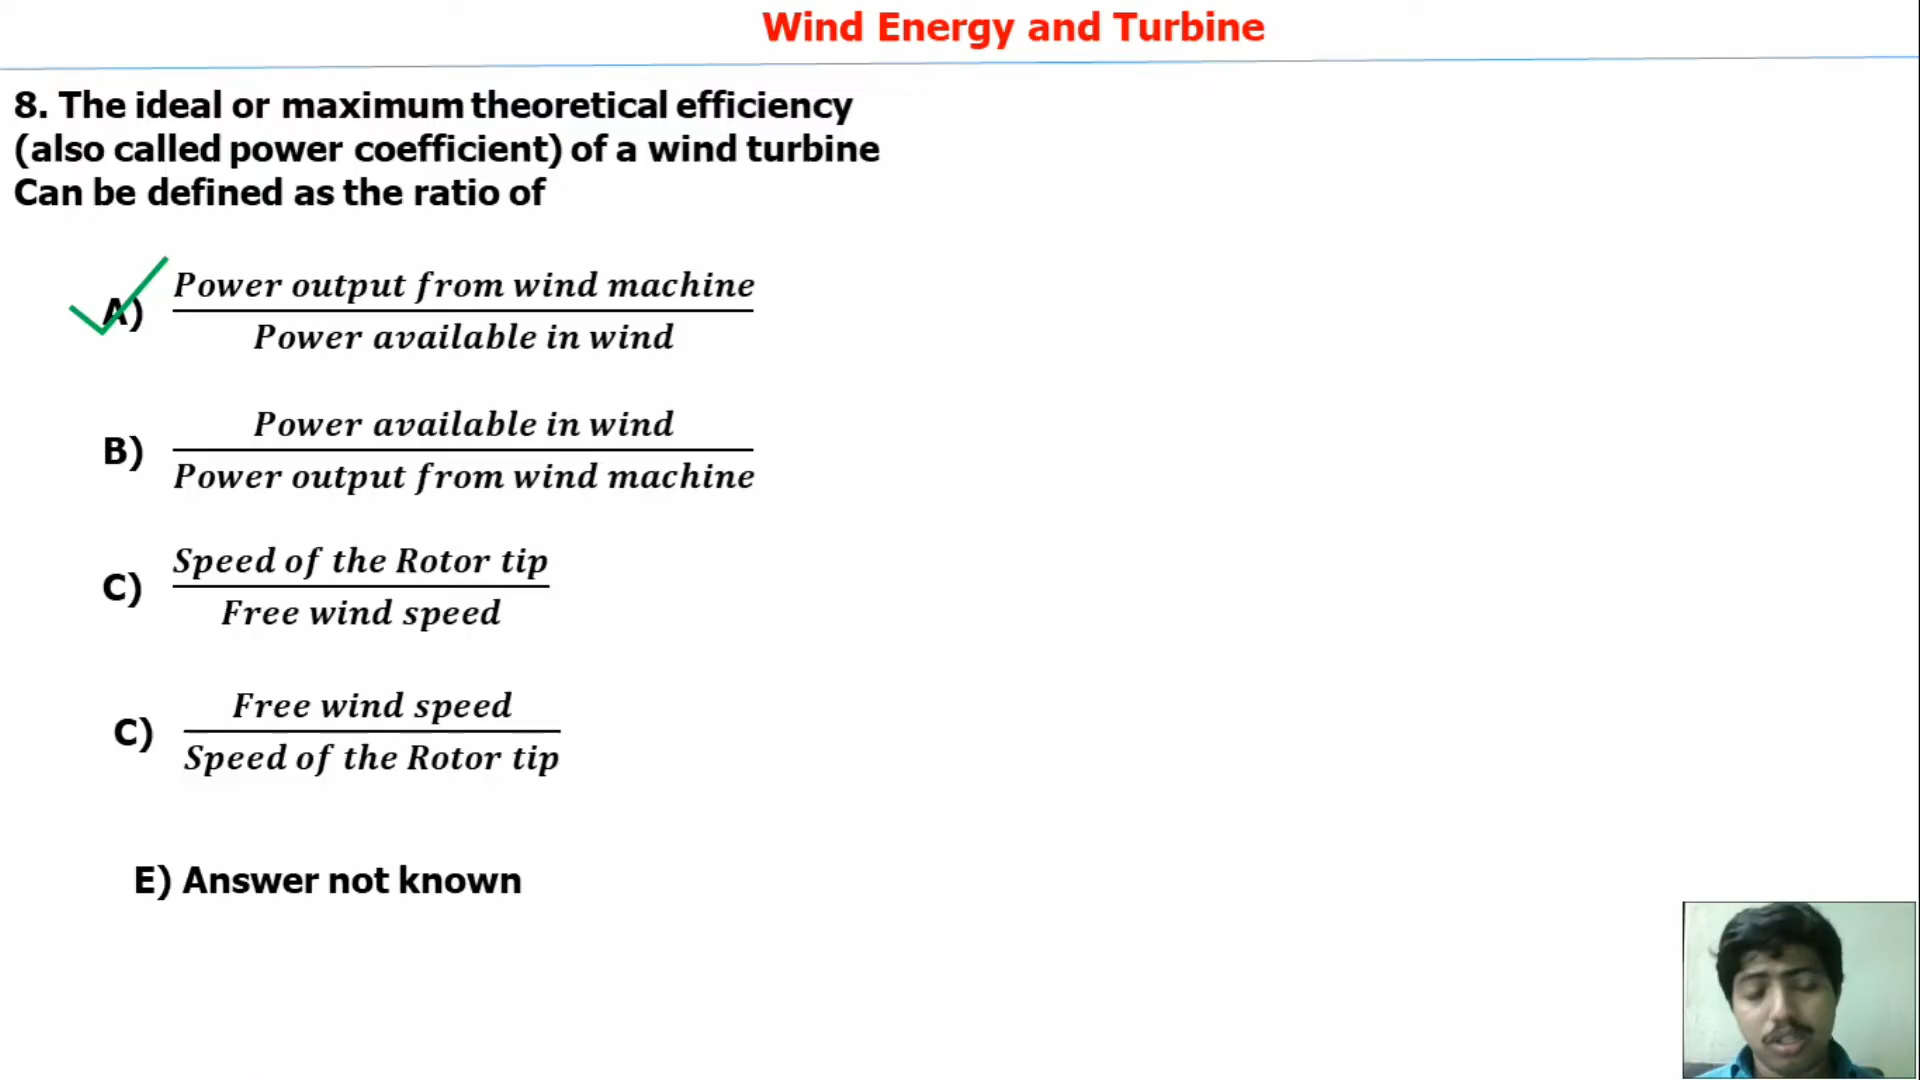 Wind Energy and Turbine
8. The ideal or maximum theoretical efficiency
(also called power coefficient) of a wind turbine
Can be defined as the ratio of
A) Power output from wind machine
Power available in wind
B) Power available in wind
Power output from wind machine
C) Speed of the Rotor tip
Free wind speed
C) Free wind speed
Speed of the Rotor tip
E) Answer not known